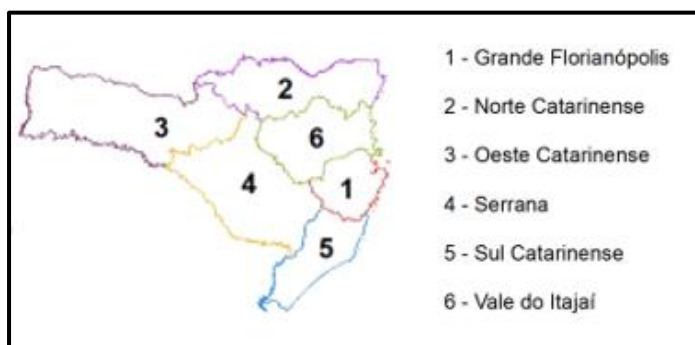 1 - Grande Florianópolis
2 - Norte Catarinense
3 - Oeste Catarinense
4 - Serrana
5 - Sul Catarinense
6 - Vale do Itajaí
2
3
6
4
1
5